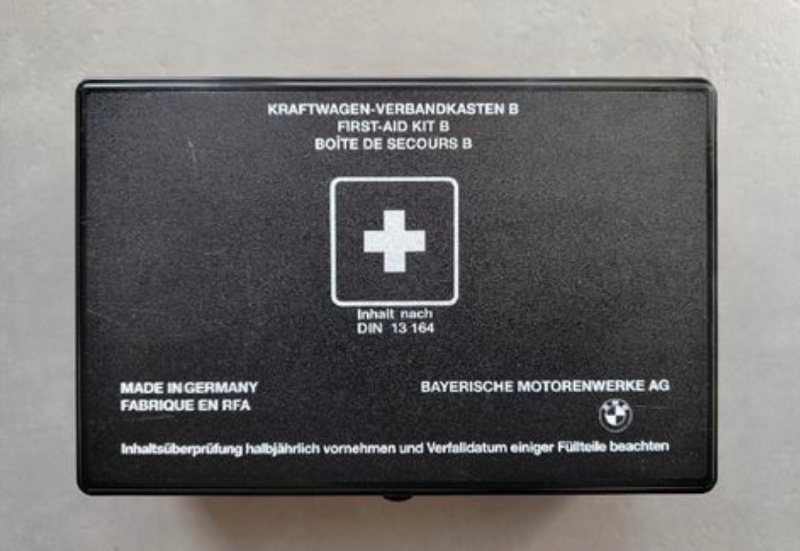 KRAFTWAGEN-VERBANDKASTEN B
FIRST-AID KIT B
BOÎTE DE SECOURS B
Inhalt nach
DIN 13 164
MADE IN GERMANY
FABRIQUE EN RFA
BAYERISCHE MOTORENWERKE AG
Inhaltsüberprüfung halbjährlich vornehmen und Verfalldatum einiger Füllteile beachten